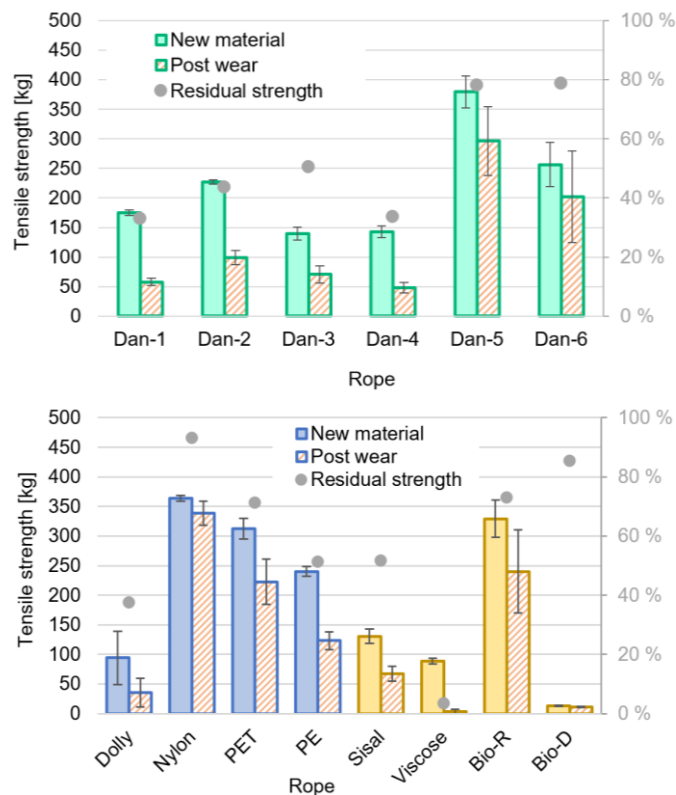 500 100 %
450
400 80 %
350
300 60 %
250
200 40 %
150
100 20 %
50
0 0 %
Tensile strength [kg]
New material
Post wear
Residual strength
Dan-1 Dan-2 Dan-3 Dan-4 Dan-5 Dan-6
Rope
500 100 %
450
400 80 %
350
300 60 %
250
200 40 %
150
100 20 %
50
0 0 %
Tensile strength [kg]
New material
Post wear
Residual strength
Dolly Nylon PET PE Sisal Viscose Bio-R Bio-D
Rope